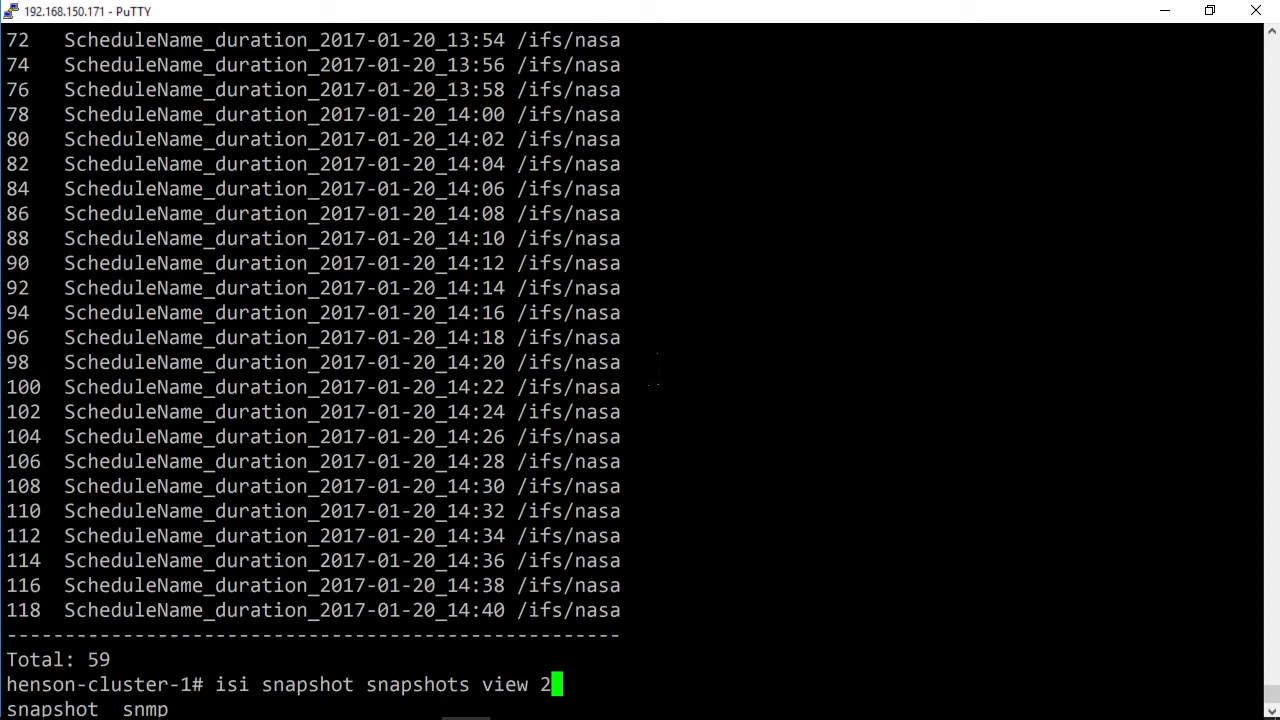 192.168.150.171 - PuTTY
72 ScheduleName_duration_2017-01-20_13:54 /ifs/nasa
74 ScheduleName_duration_2017-01-20_13:56 /ifs/nasa
76 ScheduleName_duration_2017-01-20_13:58 /ifs/nasa
78 ScheduleName_duration_2017-01-20_14:00 /ifs/nasa
80 ScheduleName_duration_2017-01-20_14:02 /ifs/nasa
82 ScheduleName_duration_2017-01-20_14:04 /ifs/nasa
84 ScheduleName_duration_2017-01-20_14:06 /ifs/nasa
86 ScheduleName_duration_2017-01-20_14:08 /ifs/nasa
88 ScheduleName_duration_2017-01-20_14:10 /ifs/nasa
90 ScheduleName_duration_2017-01-20_14:12 /ifs/nasa
92 ScheduleName_duration_2017-01-20_14:14 /ifs/nasa
94 ScheduleName_duration_2017-01-20_14:16 /ifs/nasa
96 ScheduleName_duration_2017-01-20_14:18 /ifs/nasa
98 ScheduleName_duration_2017-01-20_14:20 /ifs/nasa
100 ScheduleName_duration_2017-01-20_14:22 /ifs/nasa
102 ScheduleName_duration_2017-01-20_14:24 /ifs/nasa
104 ScheduleName_duration_2017-01-20_14:26 /ifs/nasa
106 ScheduleName_duration_2017-01-20_14:28 /ifs/nasa
108 ScheduleName_duration_2017-01-20_14:30 /ifs/nasa
110 ScheduleName_duration_2017-01-20_14:32 /ifs/nasa
112 ScheduleName_duration_2017-01-20_14:34 /ifs/nasa
114 ScheduleName_duration_2017-01-20_14:36 /ifs/nasa
116 ScheduleName_duration_2017-01-20_14:38 /ifs/nasa
118 ScheduleName_duration_2017-01-20_14:40 /ifs/nasa
-----------------------------------------------------
Total: 59
henson-cluster-1# isi snapshot snapshots view 2
snapshot snmp